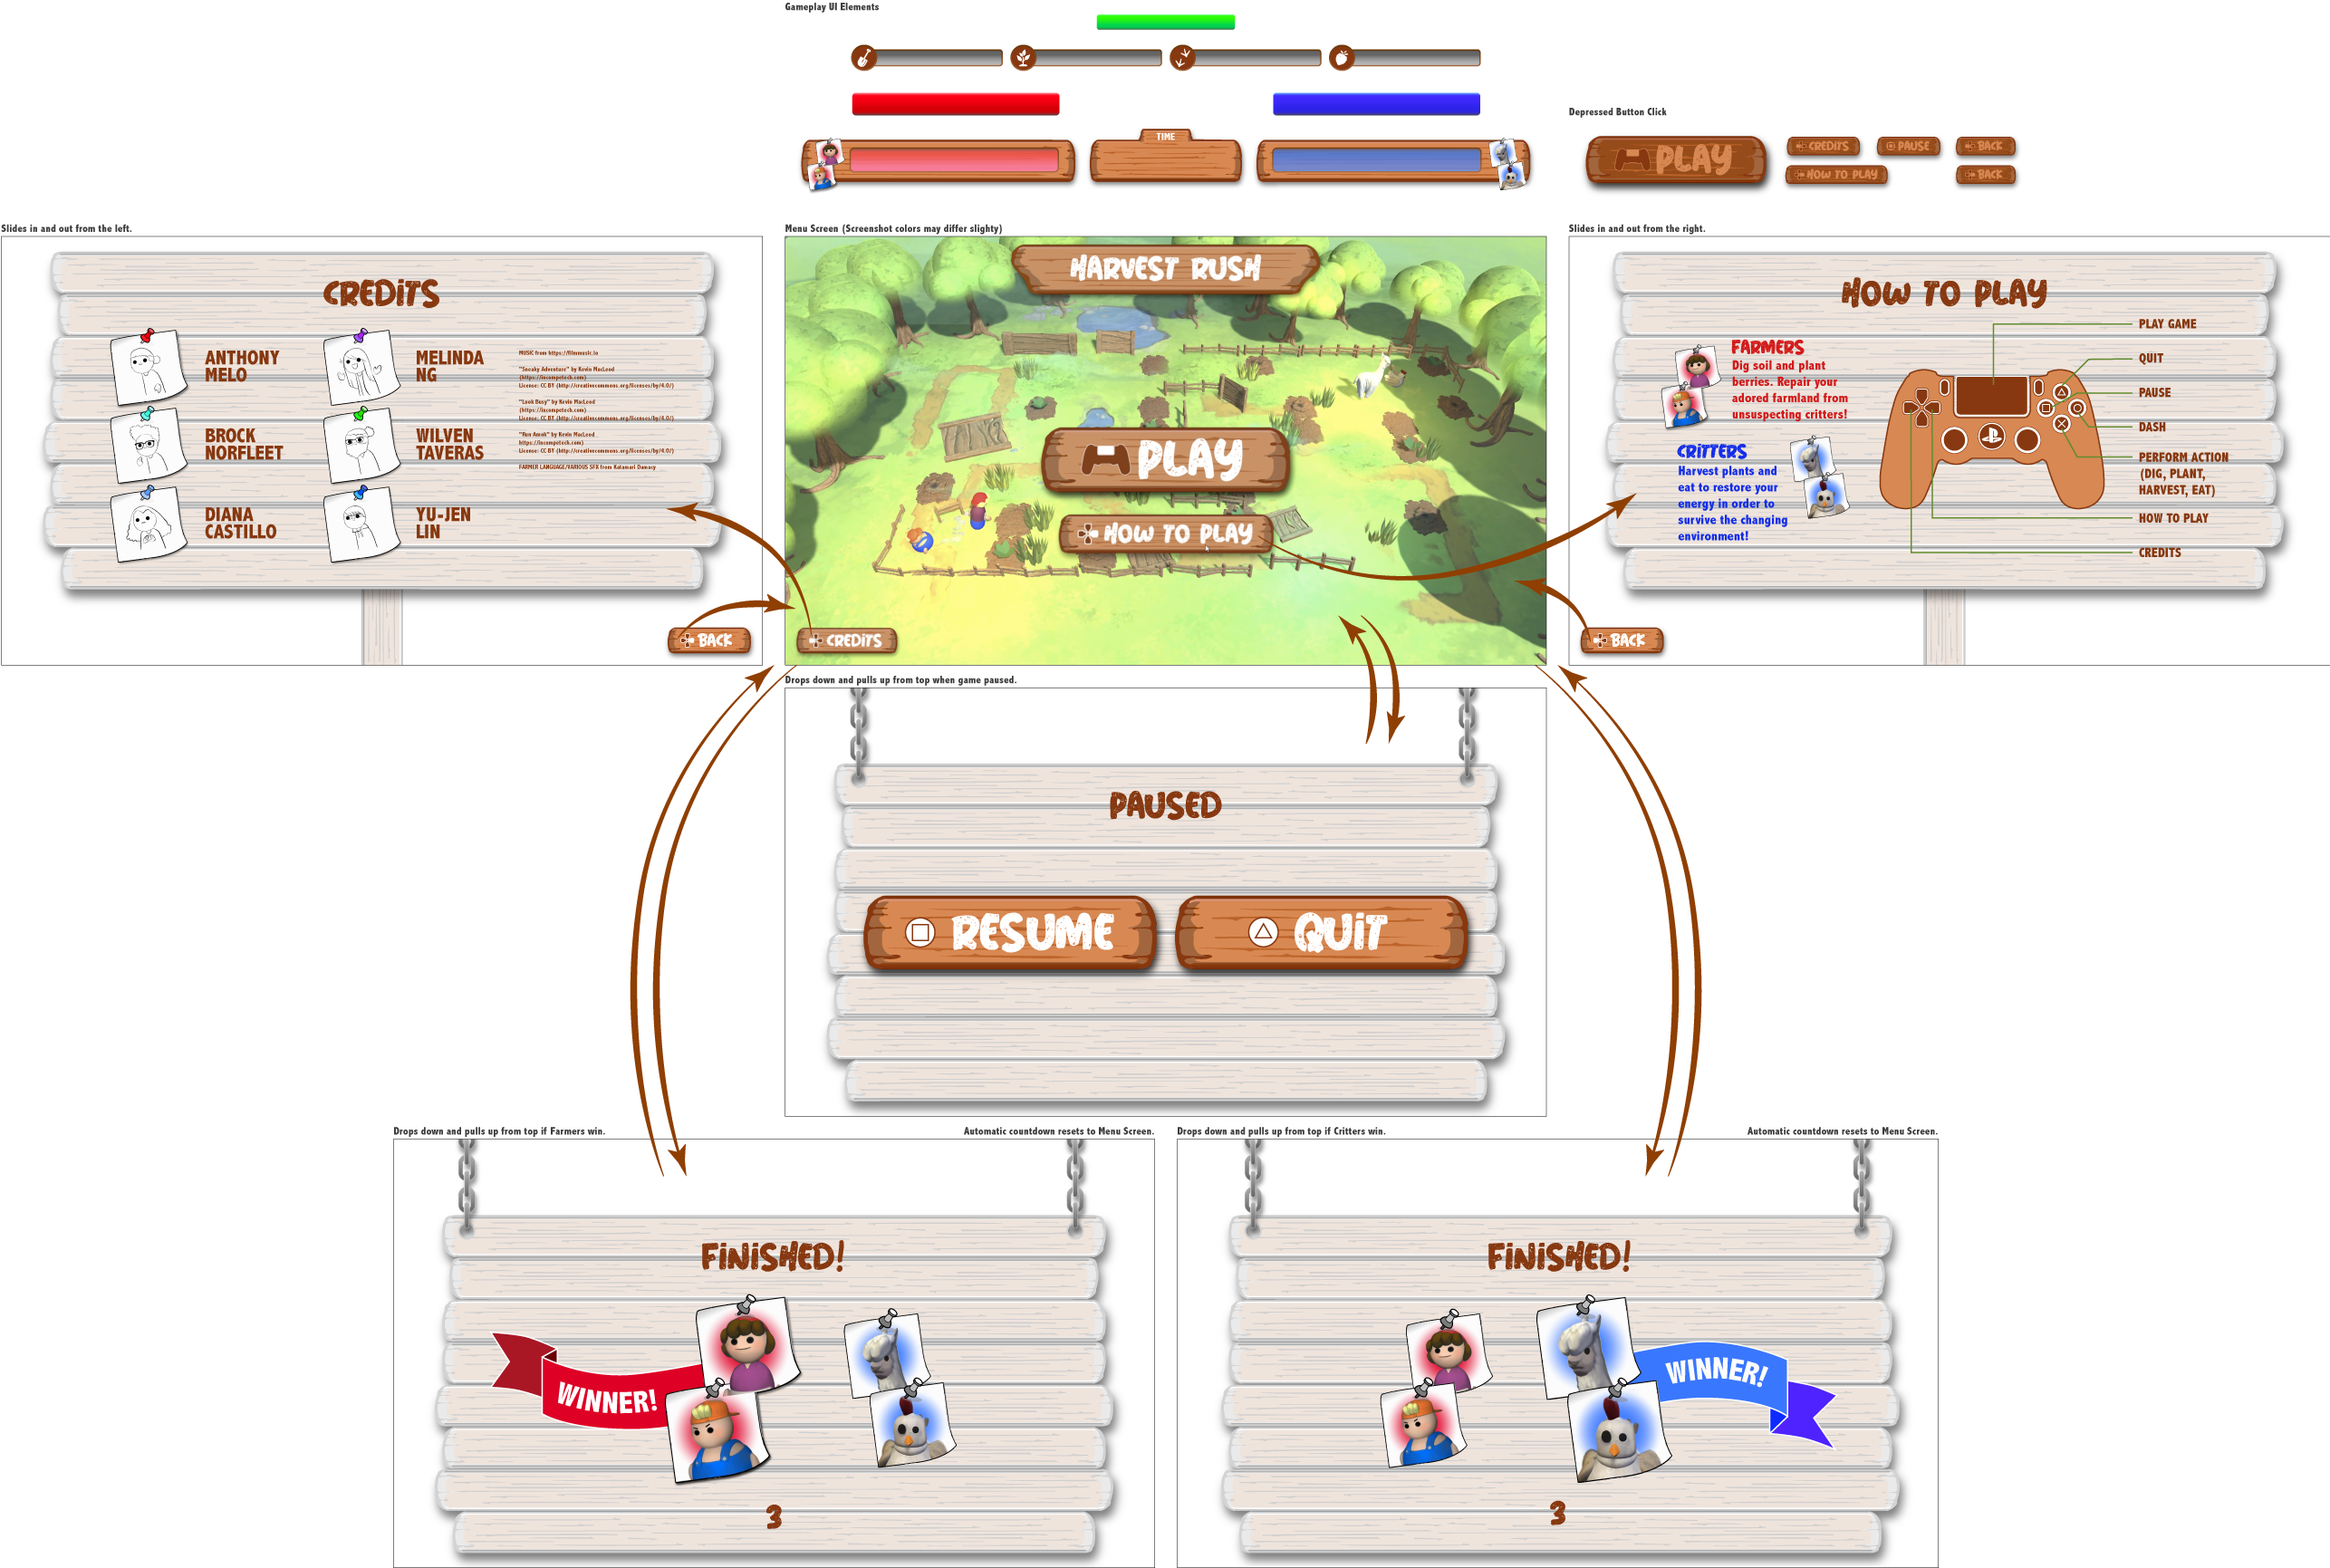 Gameplay UI Elements
TIME
Depressed Button Click
PLAY
CREDITS
PAUSE
BACK
HOW TO PLAY
BACK
Slides in and out from the left.
CREDITS
ANTHONY
MELO
MELINDA
NG
BROCK
NORFLEET
WILVEN
TAVERAS
DIANA
CASTILLO
YU-JEN
LIN
MUSIC from https://filmmusic.io
"Sneaky Adventure" by Kevin MacLeod
(https://incompetech.com)
License: CC BY (http://creativecommons.org/licenses/by/4.0/)
"Look Busy" by Kevin MacLeod
(https://incompetech.com)
License: CC BY (http://creativecommons.org/licenses/by/4.0/)
"Run Amok" by Kevin MacLeod
https://incompetech.com)
License: CC BY (http://creativecommons.org/licenses/by/4.0/)
FARMER LANGUAGE/VARIOUS SFX from Katamari Damacy
BACK
Menu Screen (Screenshot colors may differ slighty)
HARVEST RUSH
PLAY
HOW TO PLAY
CREDITS
Slides in and out from the right.
HOW TO PLAY
FARMERS
Dig soil and plant
berries. Repair your
adored farmland from
unsuspecting critters!
CRITTERS
Harvest plants and
eat to restore your
energy in order to
survive the changing
environment!
PLAY GAME
QUIT
PAUSE
DASH
PERFORM ACTION
(DIG, PLANT,
HARVEST, EAT)
HOW TO PLAY
CREDITS
BACK
Drops down and pulls up from top when game paused.
PAUSED
RESUME
QUIT
Drops down and pulls up from top if Farmers win.
Automatic countdown resets to Menu Screen.
FINISHED!
WINNER!
3
Drops down and pulls up from top if Critters win.
Automatic countdown resets to Menu Screen.
FINISHED!
WINNER!
3